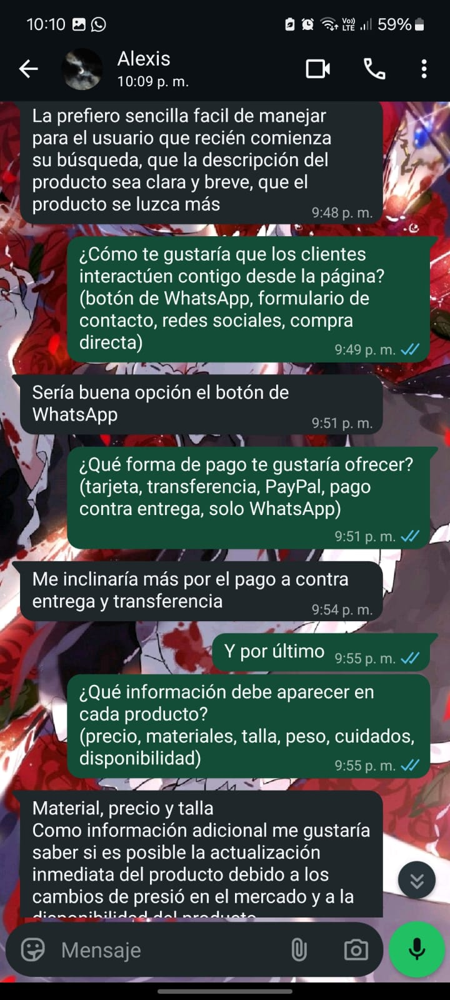 10:10
Vo))
LTE
59%
Alexis
10:09 p. m.
La prefiero sencilla facil de manejar
para el usuario que recién comienza
su búsqueda, que la descripción del
producto sea clara y breve, que el
producto se luzca más
9:48 p. m.
¿Cómo te gustaría que los clientes
interactúen contigo desde la página?
(botón de WhatsApp, formulario de
contacto, redes sociales, compra
directa)
9:49 p. m.
Sería buena opción el botón de
WhatsApp
9:51 p. m.
¿Qué forma de pago te gustaría ofrecer?
(tarjeta, transferencia, PayPal, pago
contra entrega, solo WhatsApp)
9:51 p. m.
Me inclinaría más por el pago a contra
entrega y transferencia
9:54 p. m.
Y por último
9:55 p. m.
¿Qué información debe aparecer en
cada producto?
(precio, materiales, talla, peso, cuidados,
disponibilidad)
9:55 p. m.
Material, precio y talla
Como información adicional me gustaría
saber si es posible la actualización
inmediata del producto debido a los
cambios de presió en el mercado y a la
disponibilidad del producto
Mensaje